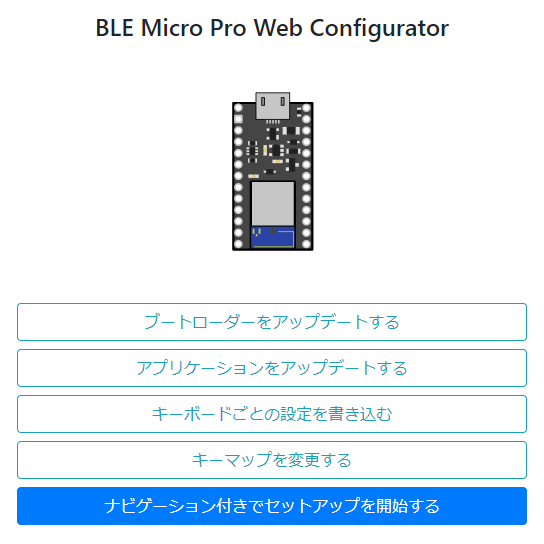 BLE Micro Pro Web Configurator
ブートローダーをアップデートする
アプリケーションをアップデートする
キーボードごとの設定を書き込む
キーマップを変更する
ナビゲーション付きでセットアップを開始する